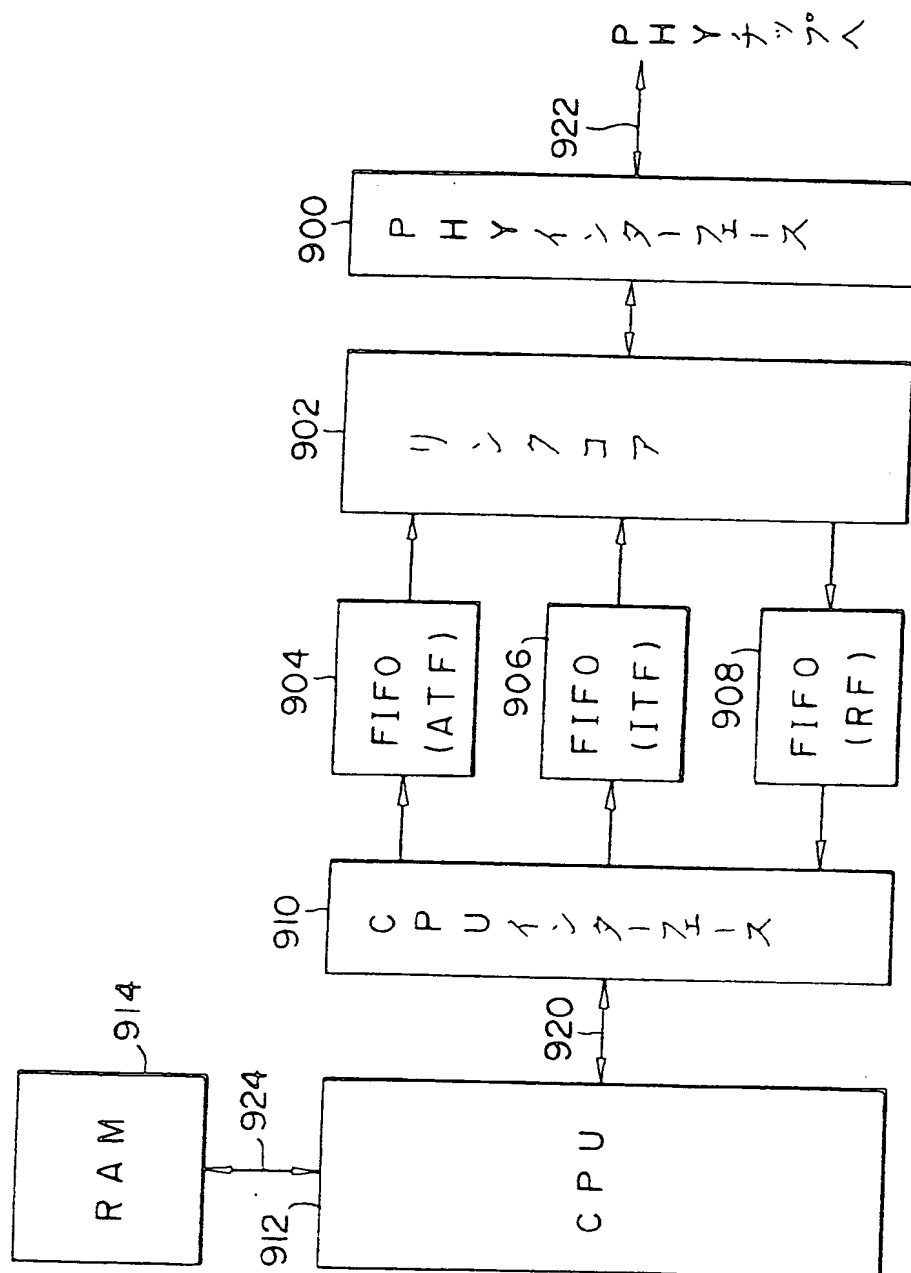 RAM
914
924
912
CPU
920
910
CPUインターフェース
904
FIFO
(ATF)
906
FIFO
(ITF)
908
FIFO
(RF)
902
リンクコア
900
PHYインターフェース
922
PHYチップへ